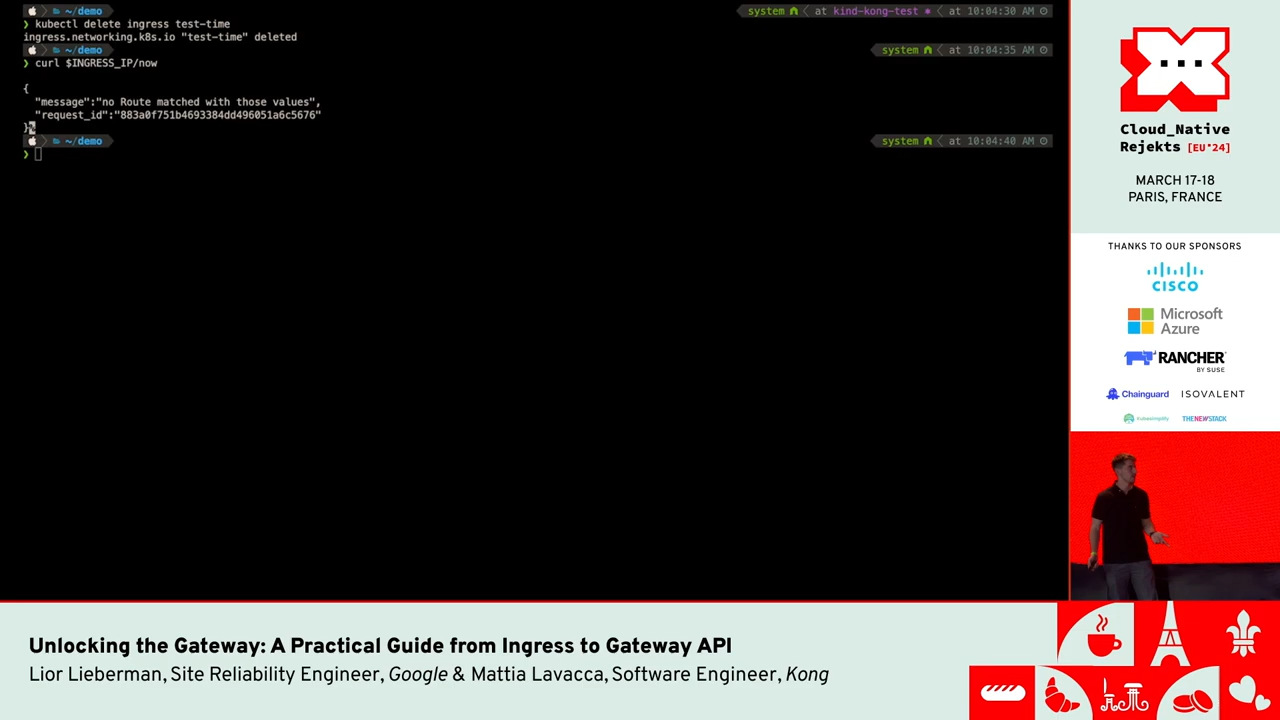 ~/demo
system < at kind-kong-test * < at 10:04:30 AM
❯ kubectl delete ingress test-time
ingress.networking.k8s.io "test-time" deleted
~/demo
system < at 10:04:35 AM
❯ curl $INGRESS_IP/now
{
"message":"no Route matched with those values",
"request_id":"883a0f751b4693384dd496051a6c5676"
}%
~/demo
system < at 10:04:40 AM
❯
Cloud_Native
Rejekts [EU*24]
MARCH 17-18
PARIS, FRANCE
THANKS TO OUR SPONSORS
CISCO
Microsoft
Azure
RANCHER
BY SUSE
Chainguard
ISOVALENT
kubesimplify
THENEWSTACK
Unlocking the Gateway: A Practical Guide from Ingress to Gateway API
Lior Lieberman, Site Reliability Engineer, Google & Mattia Lavacca, Software Engineer, Kong